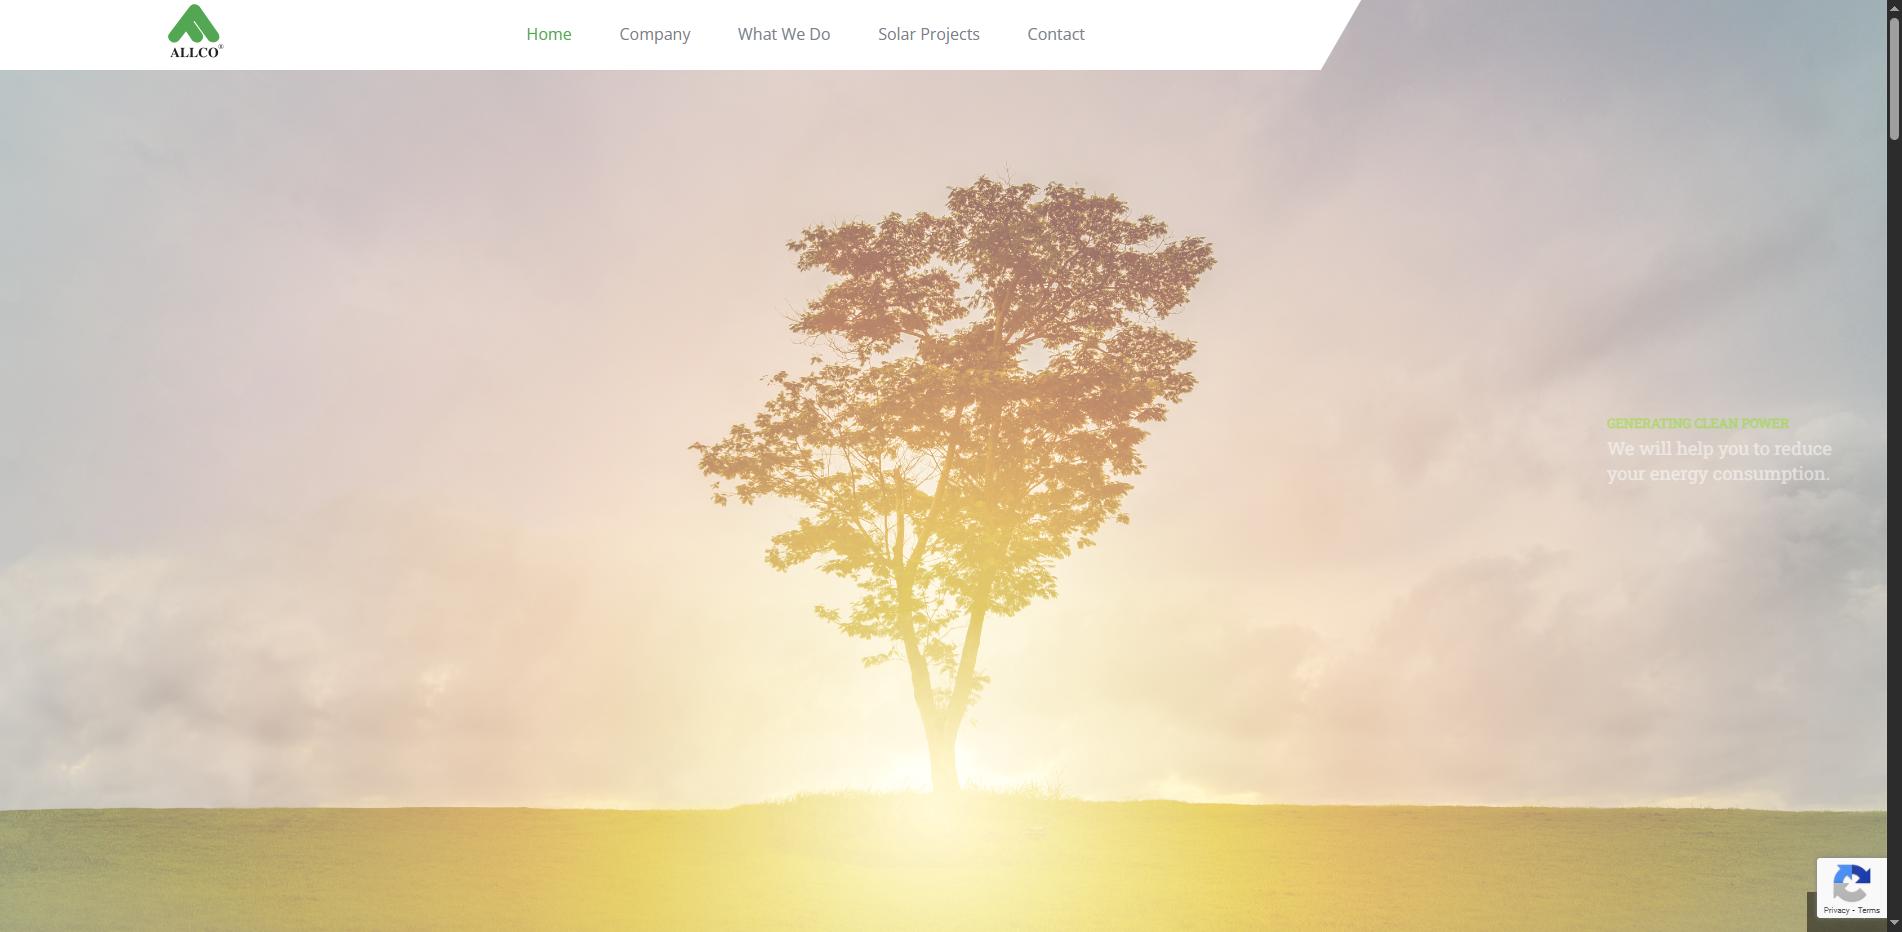 ALLCO®
Home
Company
What We Do
Solar Projects
Contact
GENERATING CLEAN POWER
We will help you to reduce
your energy consumption.
Privacy - Terms